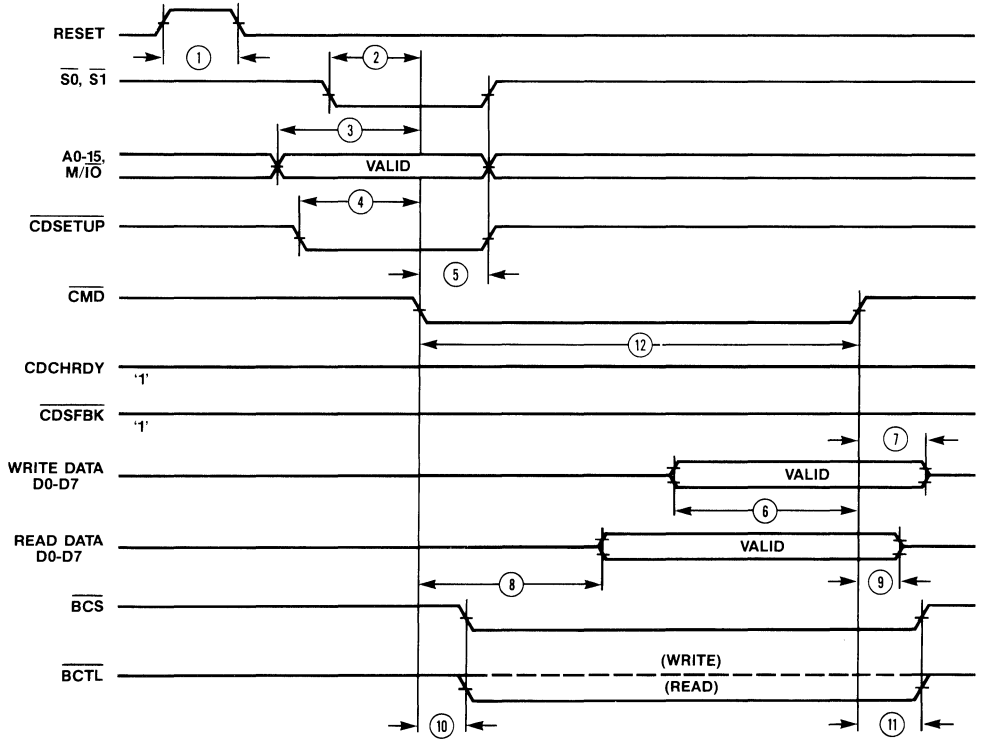 RESET
1
2
S0, S1
3
A0-15,
M/IO
VALID
4
CDSETUP
5
CMD
12
CDCHRDY
'1'
CDSFBK
'1'
7
WRITE DATA
D0-D7
VALID
6
READ DATA
D0-D7
VALID
8
9
BCS
(WRITE)
BCTL
(READ)
10
11